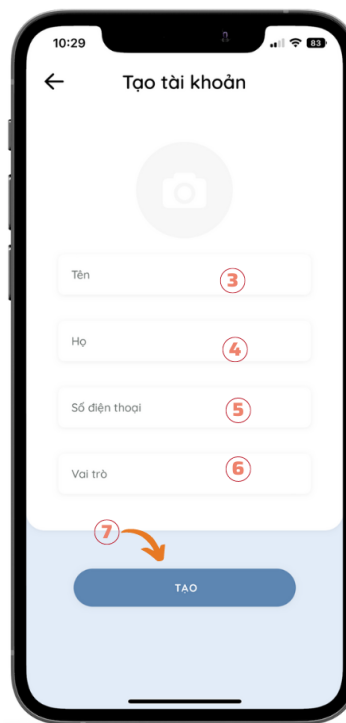 10:29
83
Tạo tài khoản
Tên
3
Họ
4
Số điện thoại
5
Vai trò
6
7
TẠO